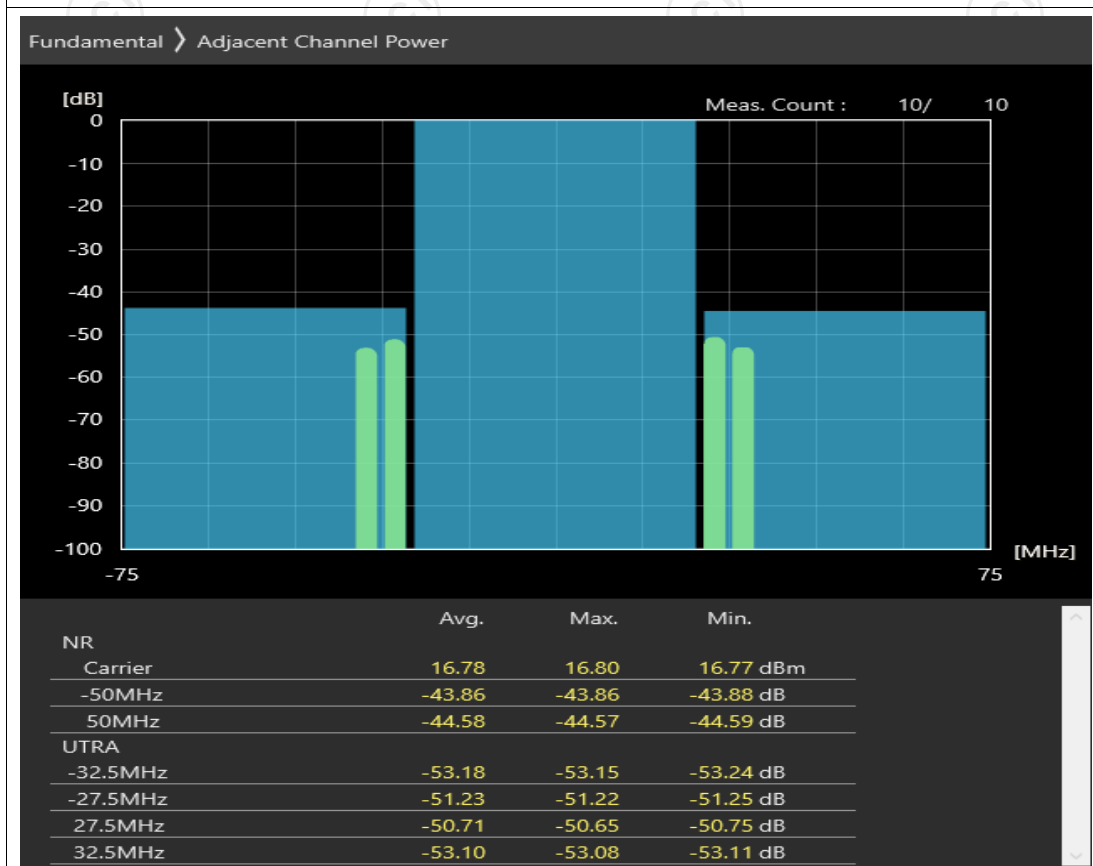 Fundamental 〉 Adjacent Channel Power
[dB]
Meas. Count : 10/ 10
0
-10
-20
-30
-40
-50
-60
-70
-80
-90
-100
[MHz]
-75 75
Avg. Max. Min.
NR
Carrier 16.78 16.80 16.77 dBm
-50MHz -43.86 -43.86 -43.88 dB
50MHz -44.58 -44.57 -44.59 dB
UTRA
-32.5MHz -53.18 -53.15 -53.24 dB
-27.5MHz -51.23 -51.22 -51.25 dB
27.5MHz -50.71 -50.65 -50.75 dB
32.5MHz -53.10 -53.08 -53.11 dB